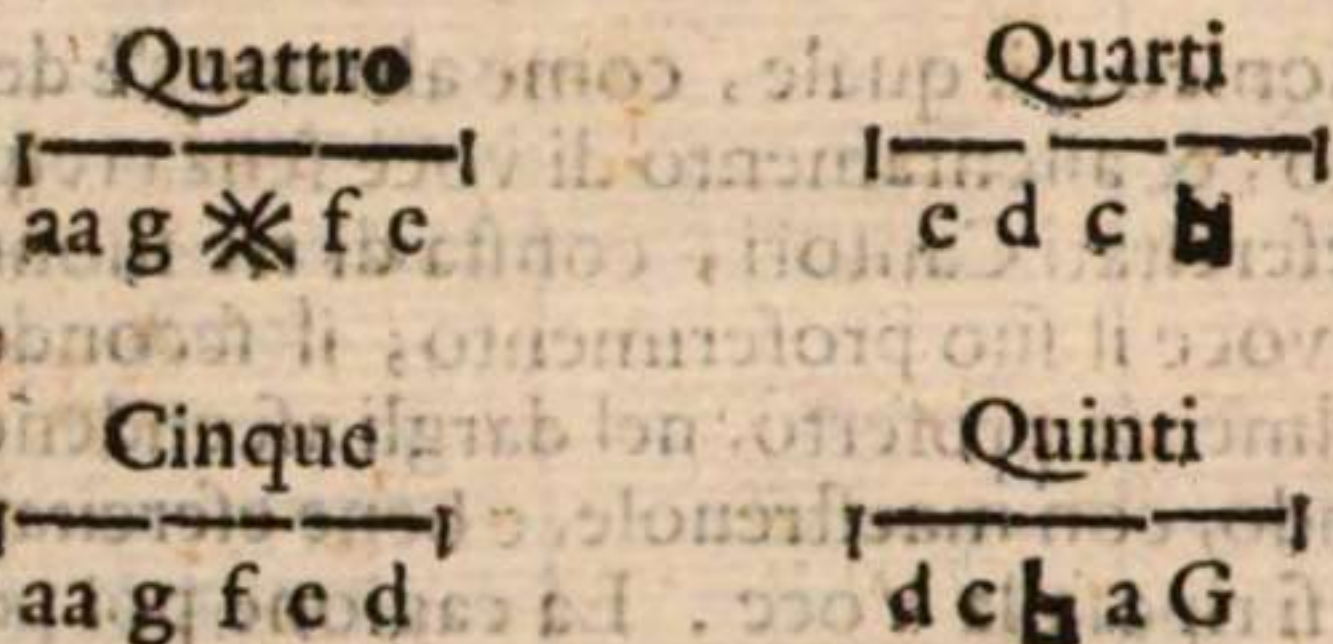 Quattro Quarti
aa g ※ f e e d c ♮
Cinque Quinti
aa g f e d d c ♮ a G